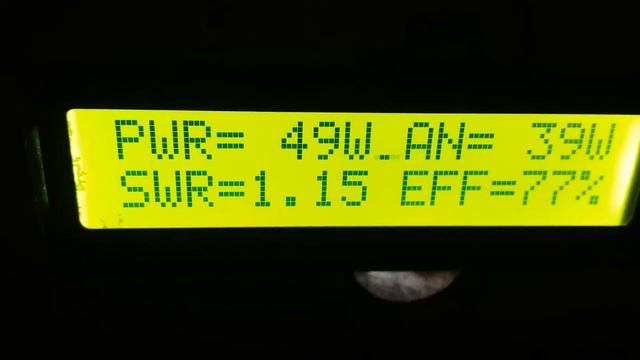 PWR= 49W AN= 39W
SWR=1.15 EFF=77%